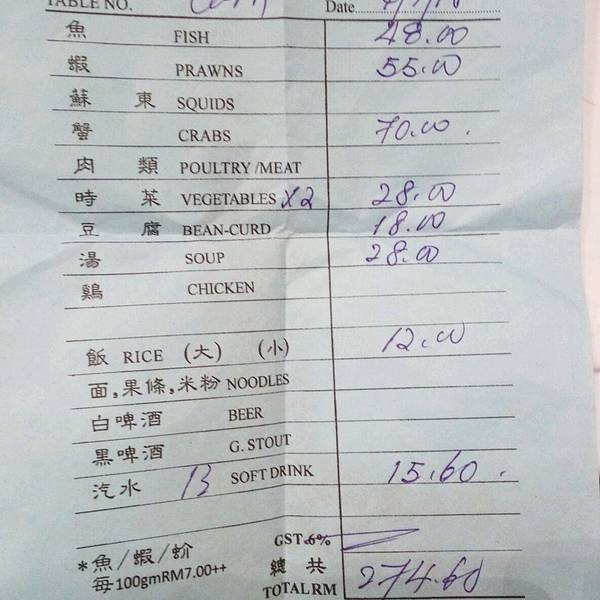 TABLE NO. Date
魚 FISH 48.00
蝦 PRAWNS 55.00
蘇東 SQUIDS
蟹 CRABS 70.00.
肉類 POULTRY/MEAT
時菜 VEGETABLES X2 28.00
豆腐 BEAN-CURD 18.00
湯 SOUP 28.00
鷄 CHICKEN
飯 RICE (大) (小) 12.00
面,果條,米粉 NOODLES
白啤酒 BEER
黑啤酒 G. STOUT
汽水 13 SOFT DRINK 15.60.
GST.6%
*魚/蝦/蚧
每100gmRM7.00++
總共
TOTALRM 274.60